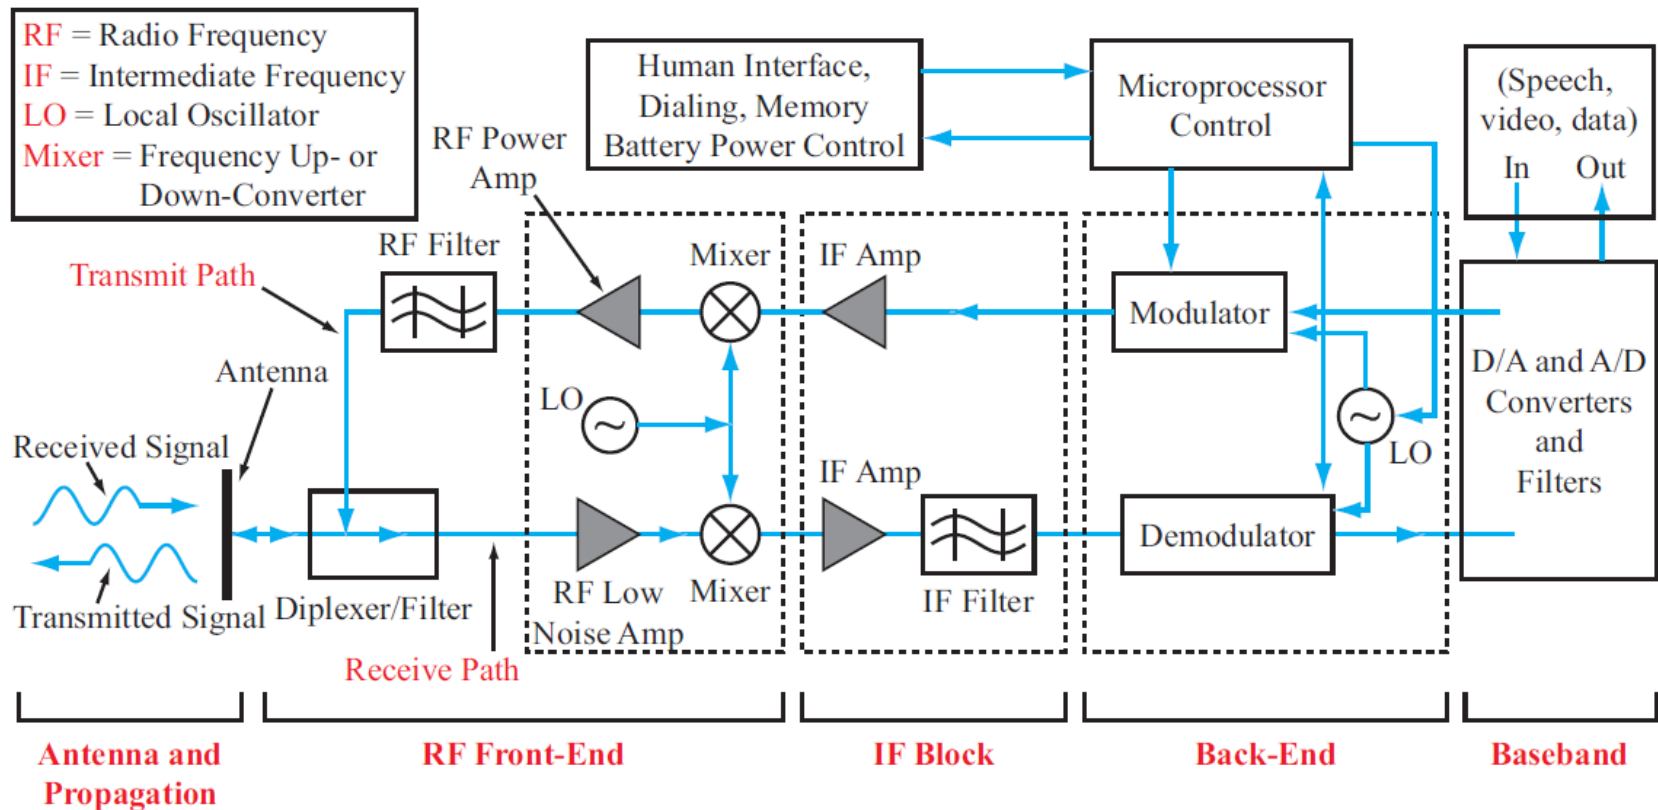 RF = Radio Frequency
IF = Intermediate Frequency
LO = Local Oscillator
Mixer = Frequency Up- or
Down-Converter
Human Interface,
Dialing, Memory
Battery Power Control
Microprocessor
Control
(Speech,
video, data)
In Out
RF Power
Amp
RF Filter
Mixer
IF Amp
Transmit Path
Modulator
Antenna
LO
D/A and A/D
Converters
and
Filters
LO
Received Signal
IF Amp
Demodulator
Transmitted Signal
Diplexer/Filter
RF Low
Noise Amp
Mixer
IF Filter
Receive Path
Antenna and
Propagation
RF Front-End
IF Block
Back-End
Baseband